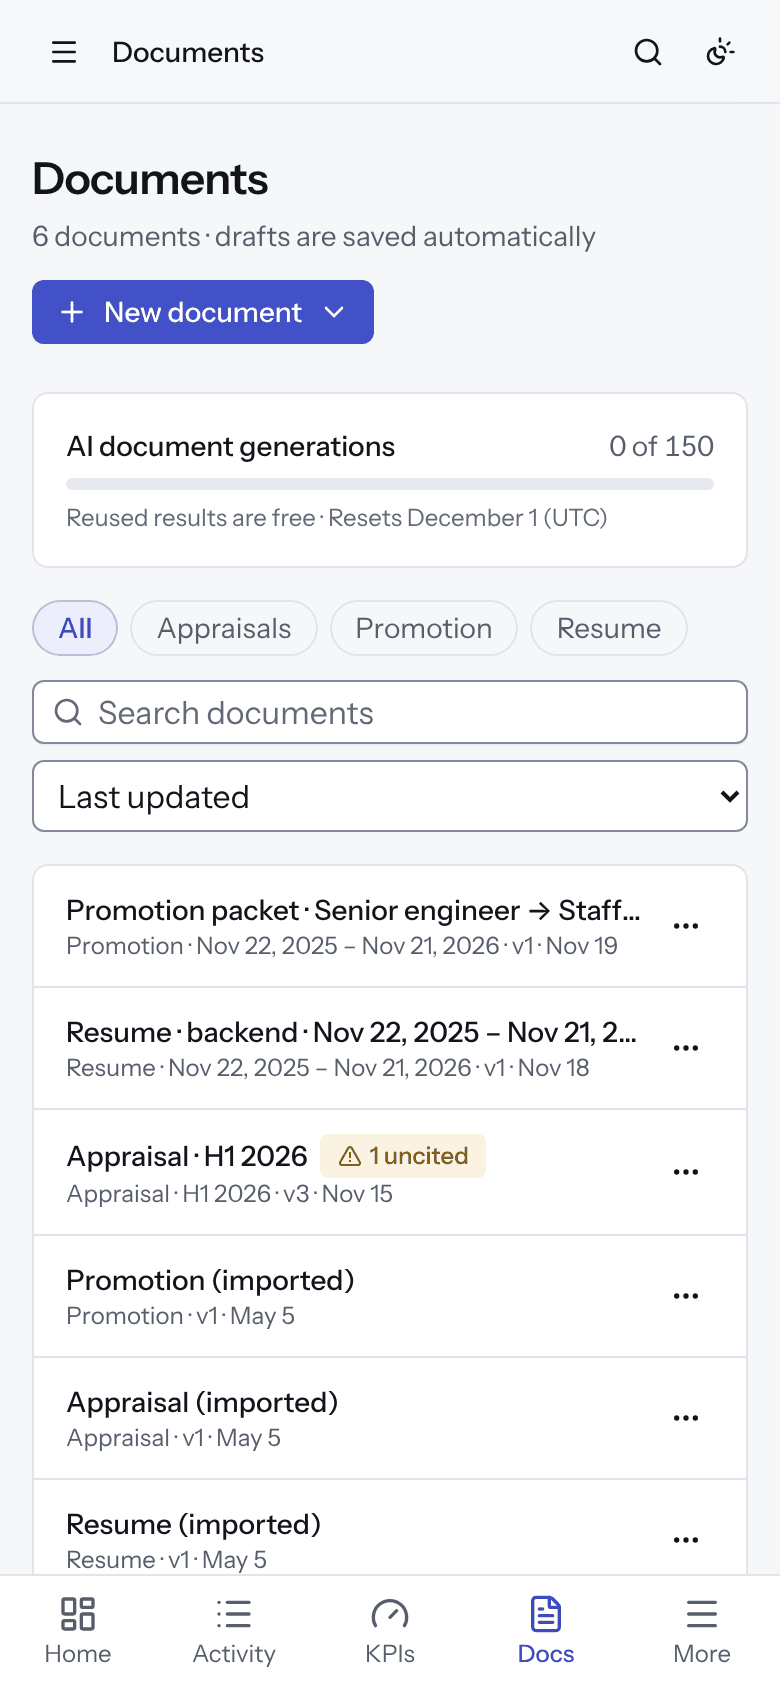 Documents
Documents
6 documents · drafts are saved automatically
New document
AI document generations
0 of 150
Reused results are free · Resets December 1 (UTC)
All
Appraisals
Promotion
Resume
Search documents
Last updated
Promotion packet · Senior engineer → Staff...
Promotion · Nov 22, 2025 – Nov 21, 2026 · v1 · Nov 19
Resume · backend · Nov 22, 2025 – Nov 21, 2...
Resume · Nov 22, 2025 – Nov 21, 2026 · v1 · Nov 18
Appraisal · H1 2026
1 uncited
Appraisal · H1 2026 · v3 · Nov 15
Promotion (imported)
Promotion · v1 · May 5
Appraisal (imported)
Appraisal · v1 · May 5
Resume (imported)
Resume · v1 · May 5
Home
Activity
KPIs
Docs
More